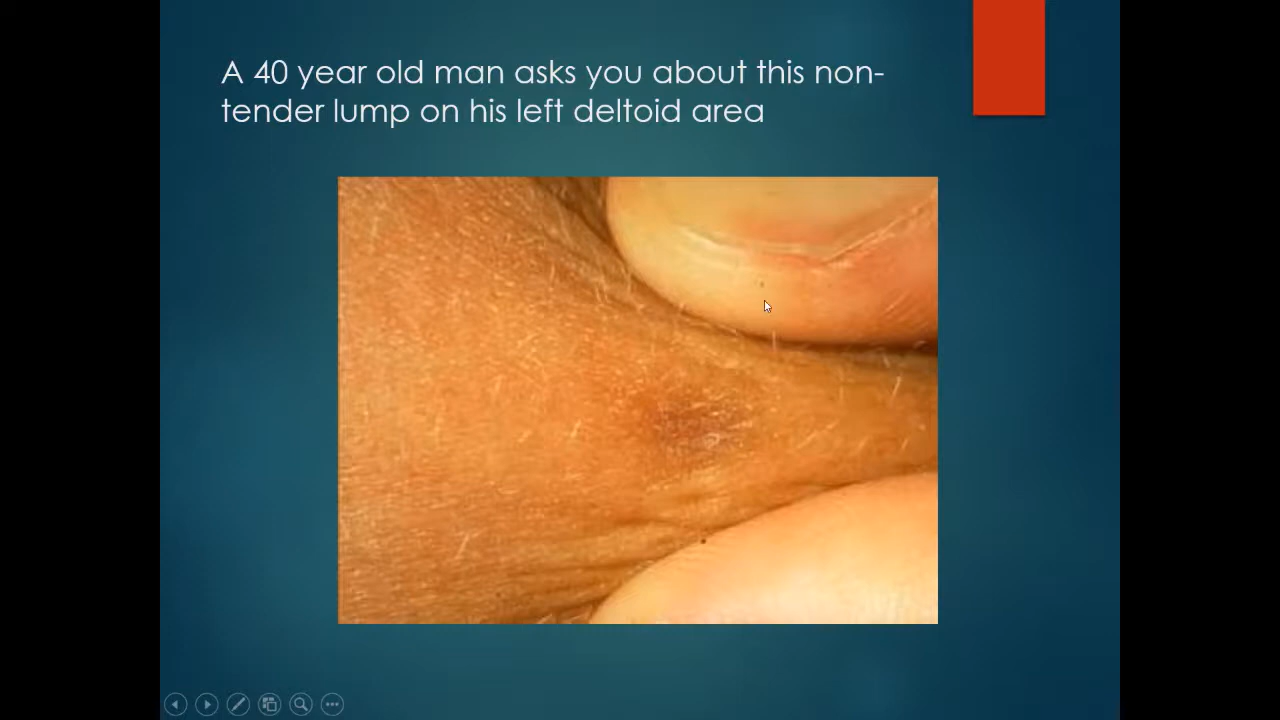 A 40 year old man asks you about this non-
tender lump on his left deltoid area